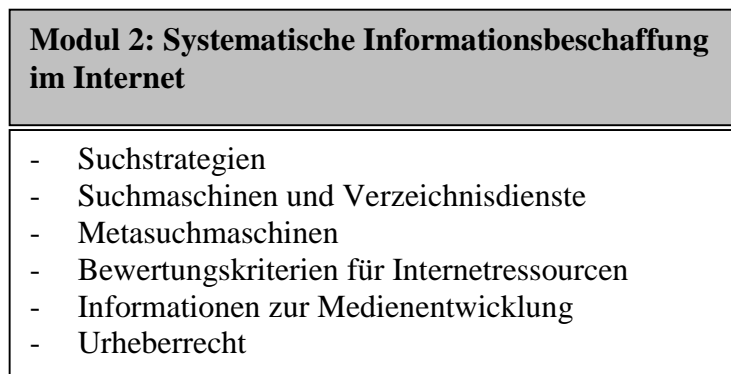 Modul 2: Systematische Informationsbeschaffung
im Internet
- Suchstrategien
- Suchmaschinen und Verzeichnisdienste
- Metasuchmaschinen
- Bewertungskriterien für Internetressourcen
- Informationen zur Medienentwicklung
- Urheberrecht